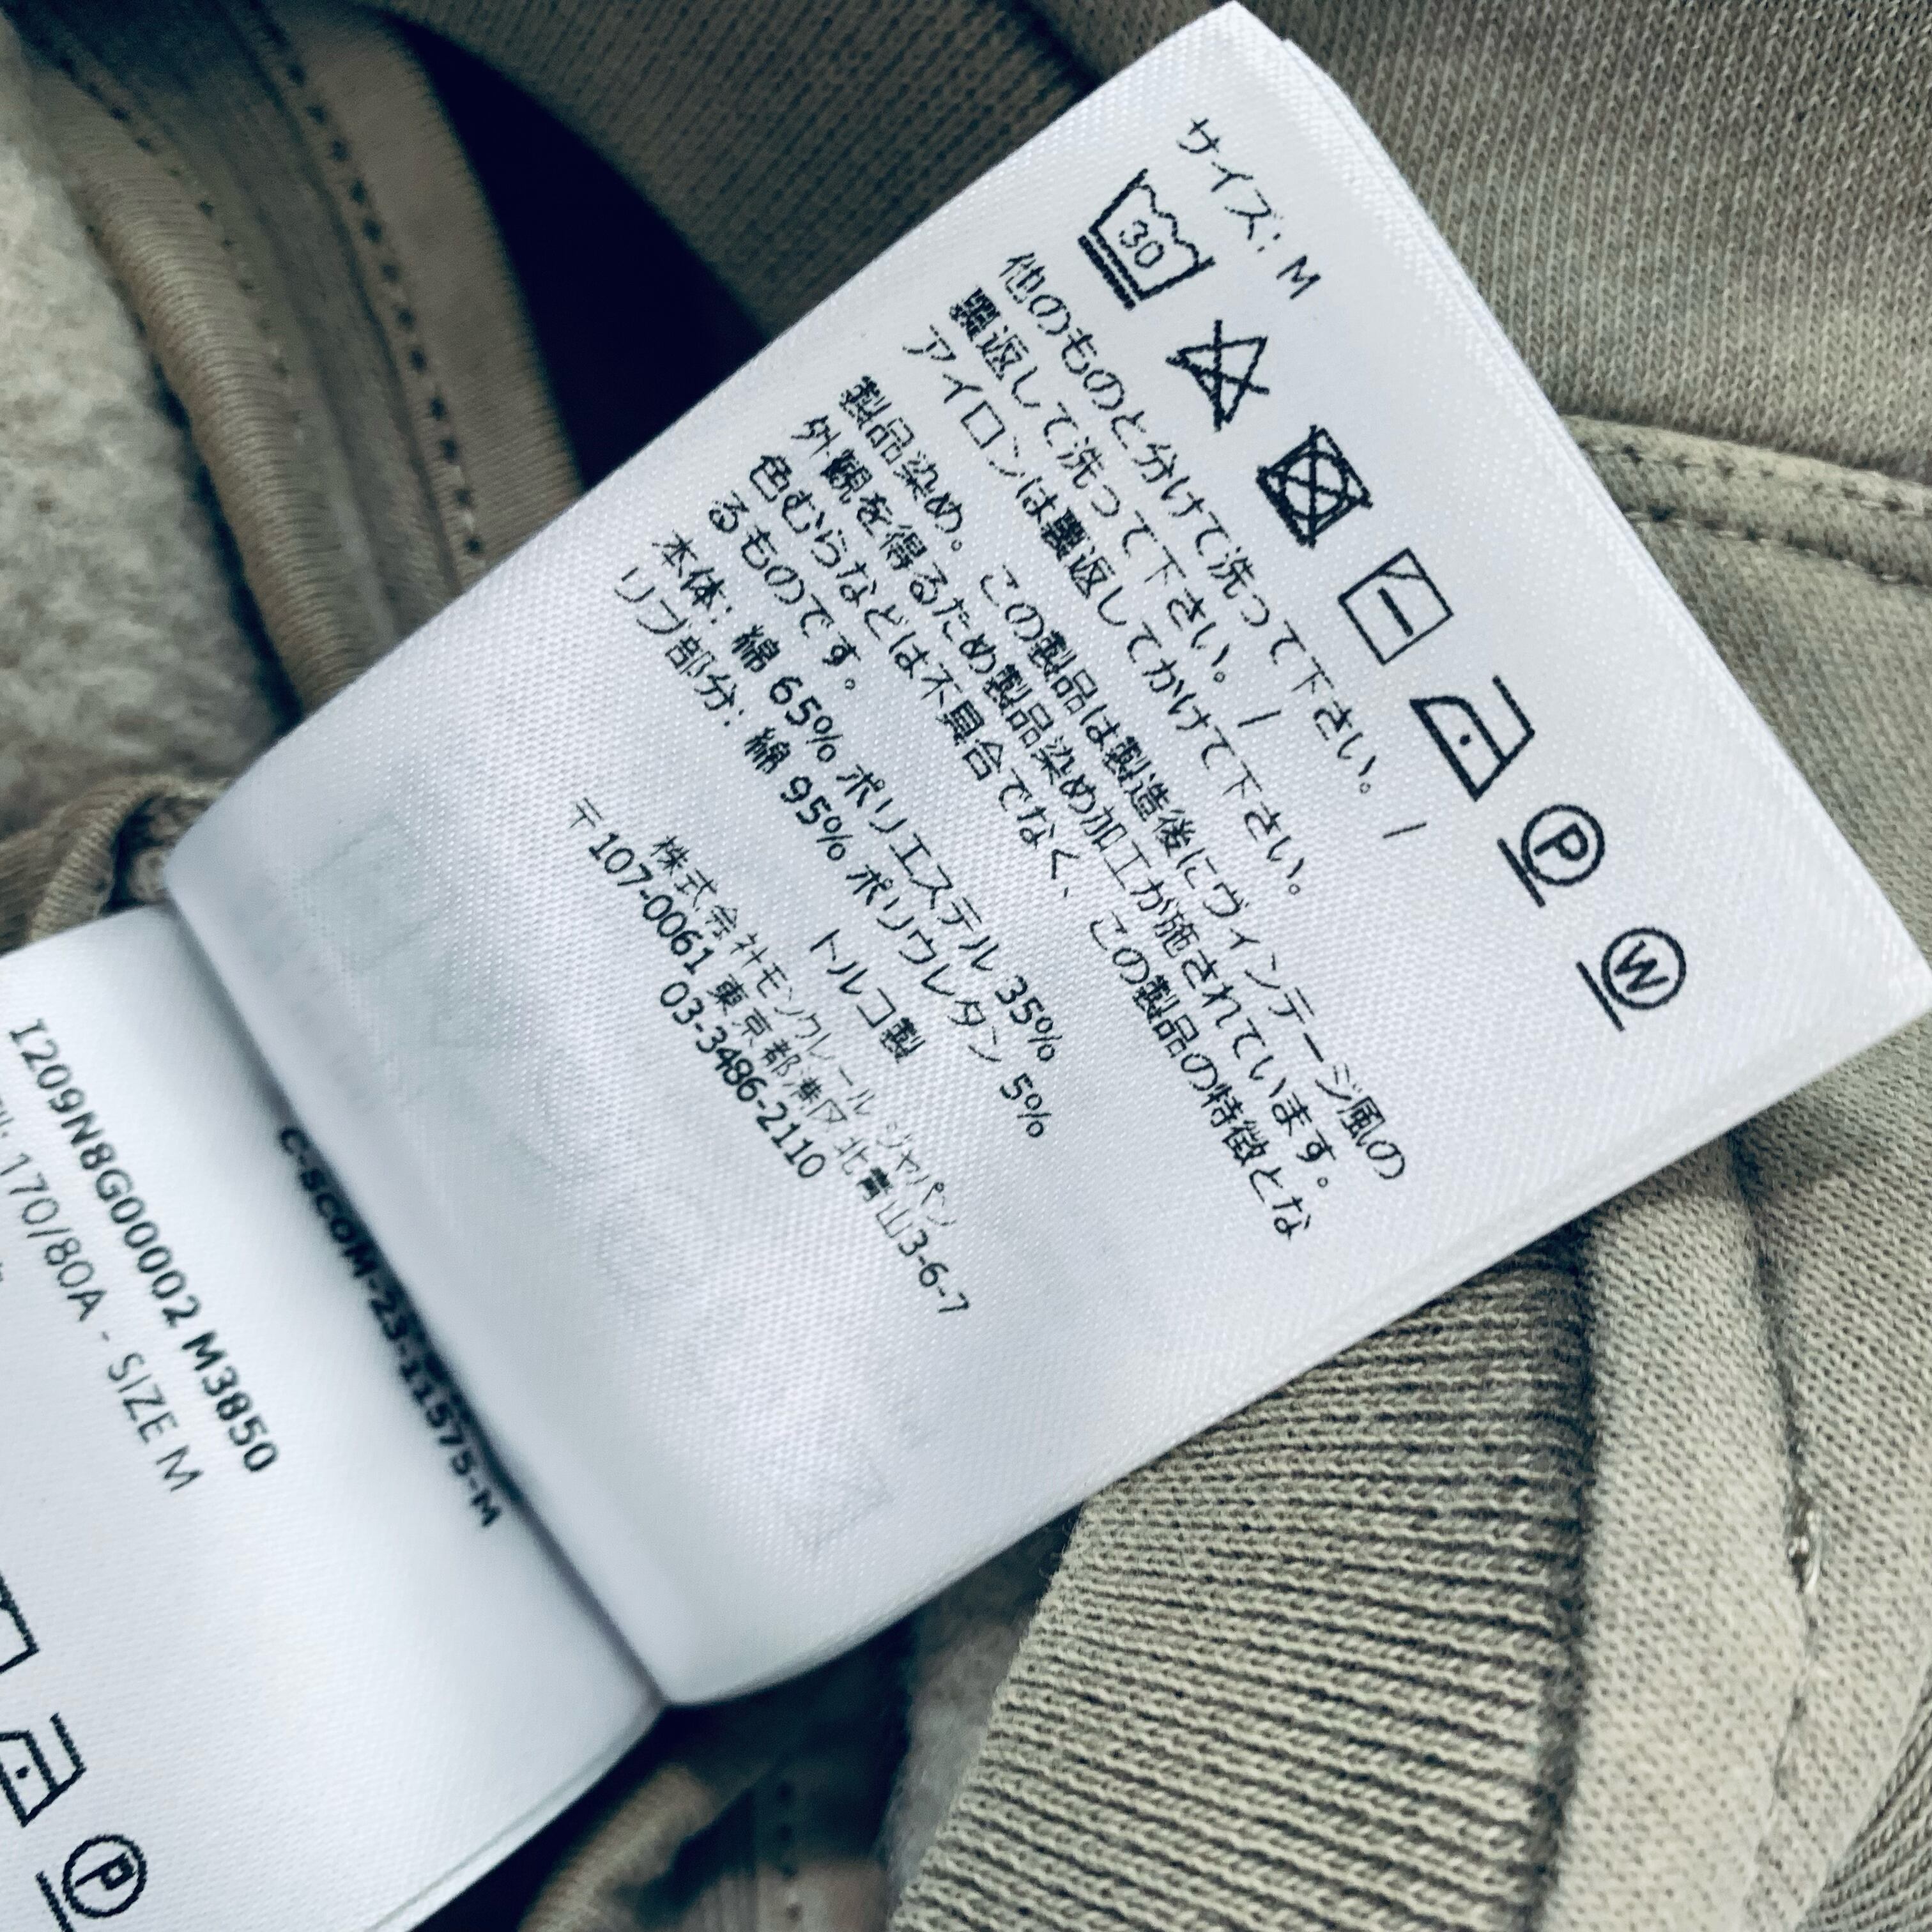 サイズ: M
30
P
W
他のものと分けて洗って下さい。 /
裏返して洗って下さい。 /
アイロンは裏返してかけて下さい。
製品染め。 この製品は製造後にヴィンテージ風の
外観を得るため製品染め加工が施されています。
色むらなどは不具合でなく、この製品の特徴とな
るものです。
本体: 綿 65% ポリエステル 35%
リブ部分: 綿 95% ポリウレタン 5%
トルコ製
株式会社モンクレール ジャパン
〒107-0061 東京都港区北青山3-6-7
03-3486-2110
C-SCOM-23-11575-M
I209N8G00002 M3850
170/80A - SIZE M
P